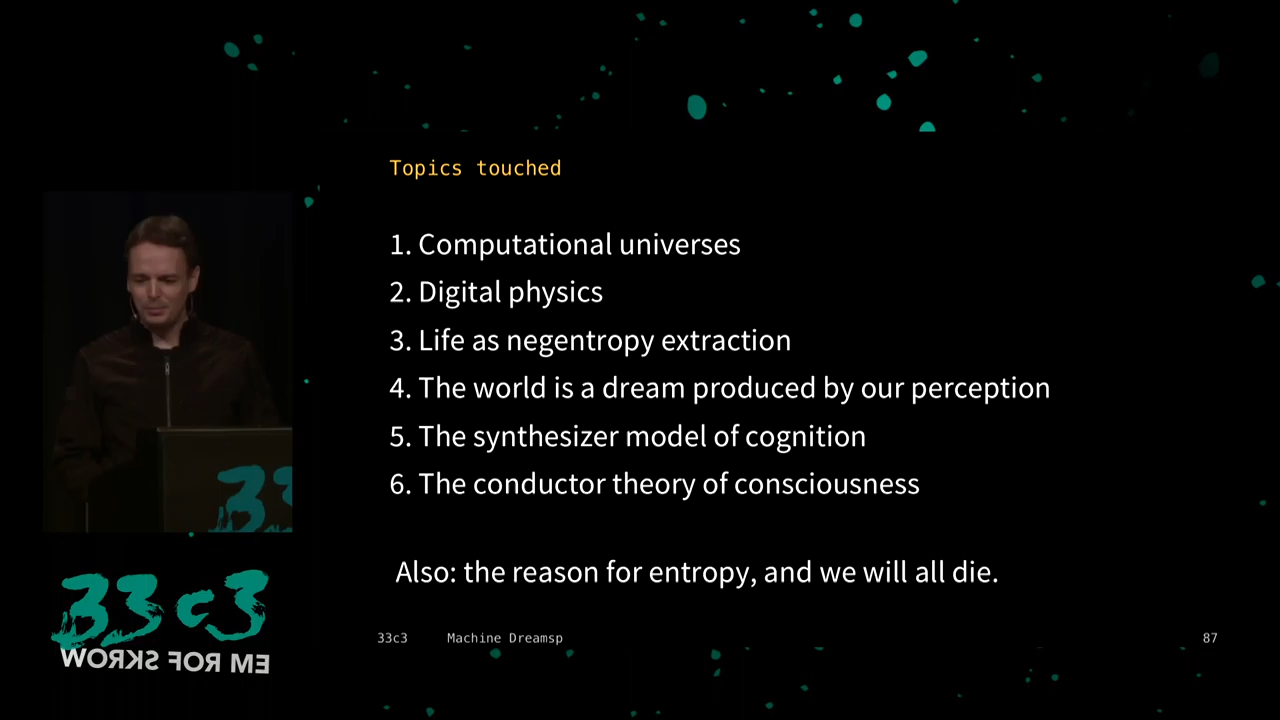 Topics touched
1. Computational universes
2. Digital physics
3. Life as negentropy extraction
4. The world is a dream produced by our perception
5. The synthesizer model of cognition
6. The conductor theory of consciousness
Also: the reason for entropy, and we will all die.
33c3 Machine Dreamsp 87
33
33c3
WORKS FOR ME